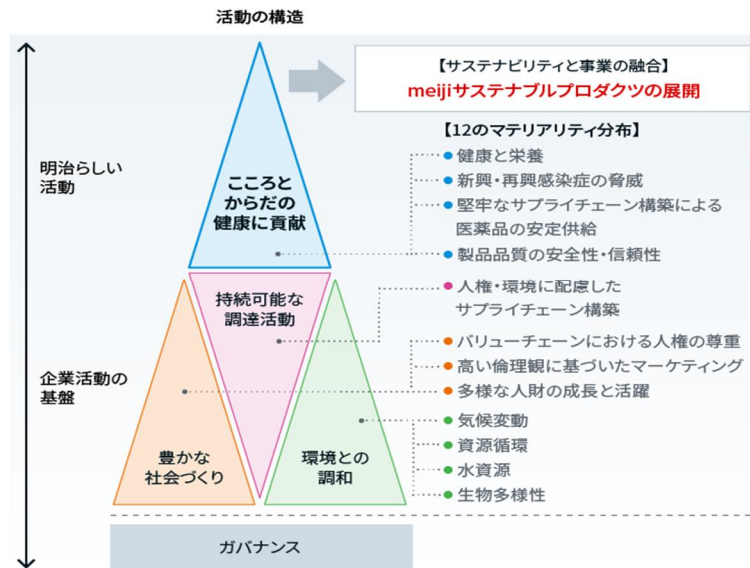 活動の構造
【サステナビリティと事業の融合】
meijiサステナブルプロダクツの展開
明治らしい
活動
こころと
からだの
健康に貢献
【12のマテリアリティ分布】
健康と栄養
新興・再興感染症の脅威
堅牢なサプライチェーン構築による
医薬品の安定供給
製品品質の安全性・信頼性
持続可能な
調達活動
人権・環境に配慮した
サプライチェーン構築
企業活動の
基盤
バリューチェーンにおける人権の尊重
高い倫理観に基づいたマーケティング
多様な人財の成長と活躍
豊かな
社会づくり
環境との
調和
気候変動
資源循環
水資源
生物多様性
ガバナンス